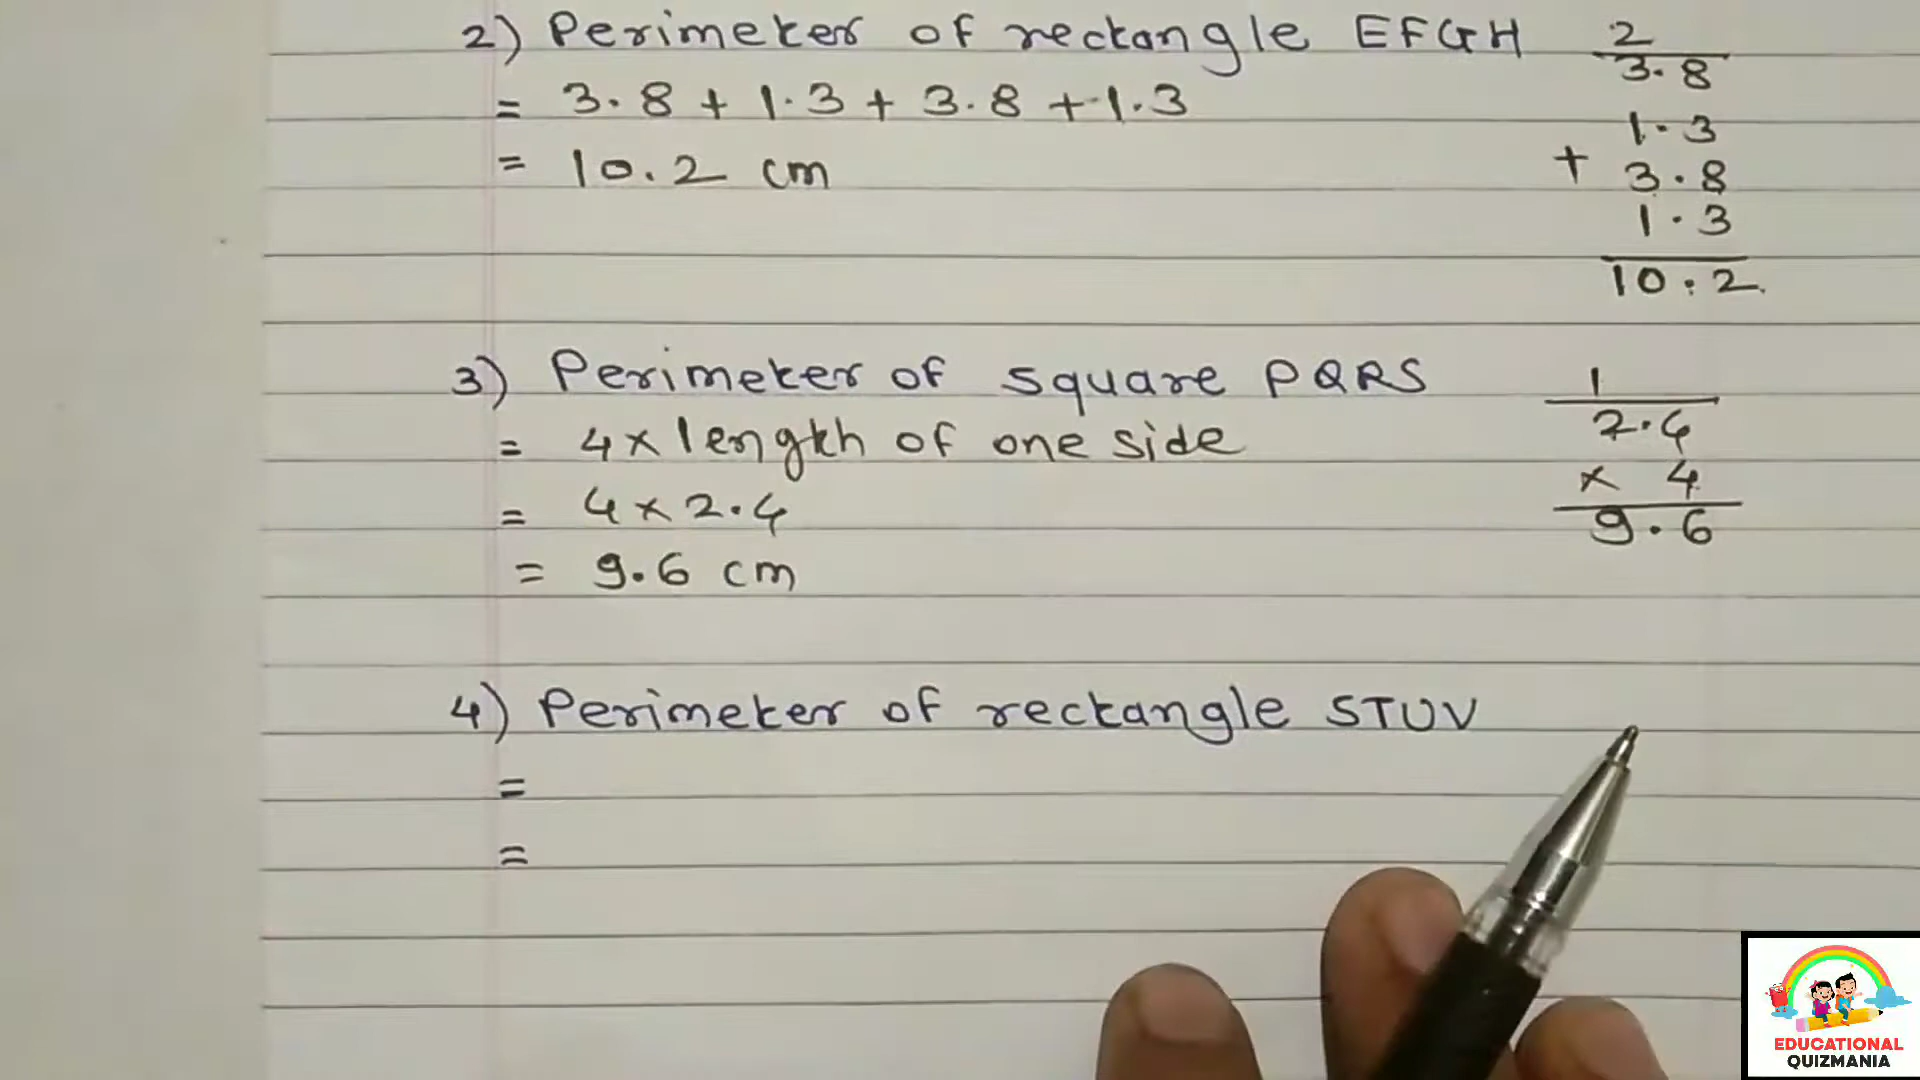 2) Perimeter of rectangle EFGH
= 3.8 + 1.3 + 3.8 + 1.3
= 10.2 cm
2
3.8
1.3
+ 3.8
1.3
10.2
3) Perimeter of square PQRS
= 4 × length of one side
= 4 × 2.4
= 9.6 cm
1
2.4
× 4
9.6
4) Perimeter of rectangle STUV
=
=
EDUCATIONAL
QUIZMANIA